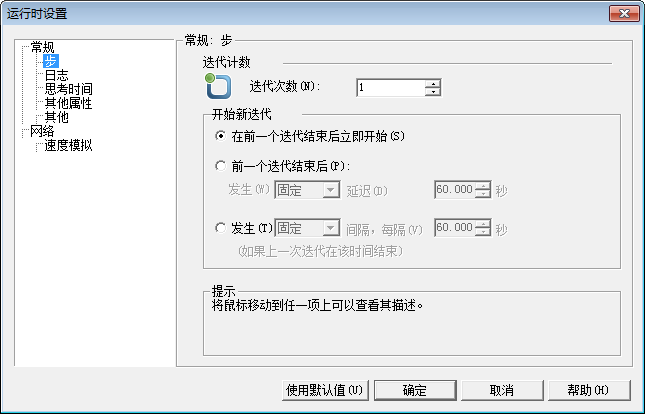 运行时设置
常规
步
日志
思考时间
其他属性
其他
网络
速度模拟
常规: 步
迭代计数
迭代次数(N):
1
开始新迭代
在前一个迭代结束后立即开始(S)
前一个迭代结束后(P):
发生(W) 固定 延迟(D) 60.000 秒
发生(T) 固定 间隔，每隔(V) 60.000 秒
(如果上一次迭代在该时间结束)
提示
将鼠标移动到任一项上可以查看其描述。
使用默认值(U) 确定 取消 帮助(H)